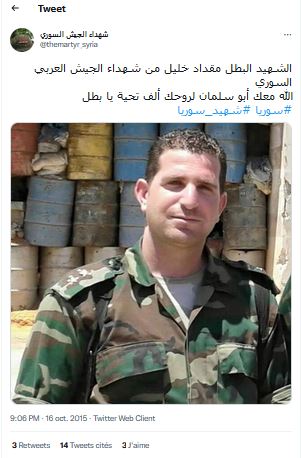 Tweet
شهداء الجيش السوري
@themartyr_syria
الشهيد البطل مقداد خليل من شهداء الجيش العربي
السوري
الله معك أبو سلمان لروحك ألف تحية يا بطل
#سوريا #شهيد_سوريا
9:06 PM · 16 oct. 2015 · Twitter Web Client
3 Retweets 14 Tweets cités 3 J'aime